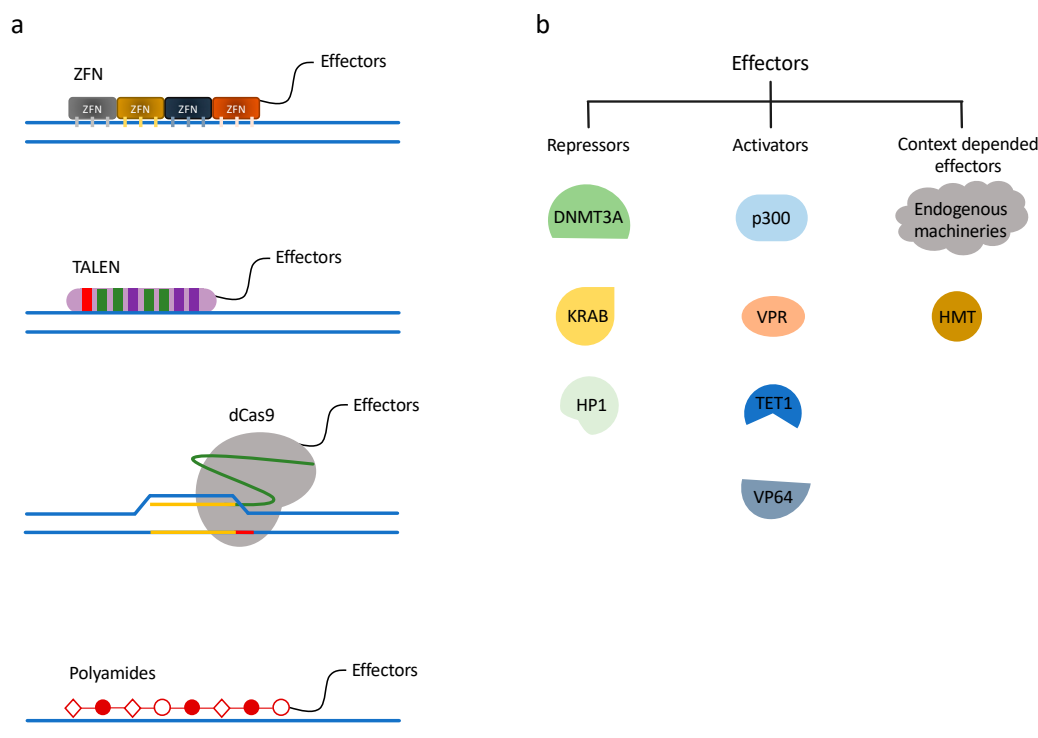 a
ZFN
Effectors
ZFN ZFN ZFN ZFN
TALEN
Effectors
dCas9
Effectors
Polyamides
Effectors
b
Effectors
Repressors
Activators
Context depended
effectors
DNMT3A
p300
Endogenous
machineries
KRAB
VPR
HMT
HP1
TET1
VP64